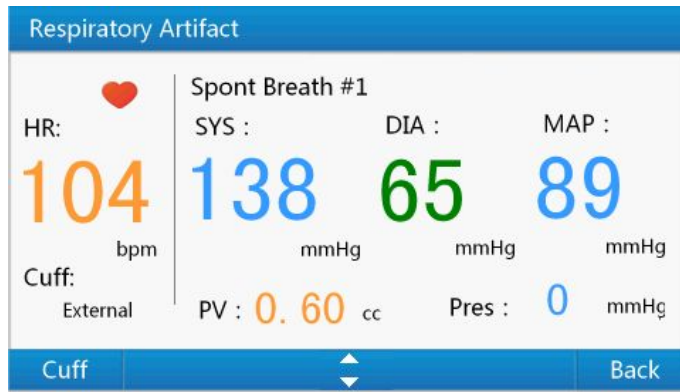 Respiratory Artifact
Spont Breath #1
HR: SYS : DIA : MAP :
104 138 65 89
bpm mmHg mmHg mmHg
Cuff:
External PV : 0. 60 cc Pres : 0 mmHg
Cuff Back